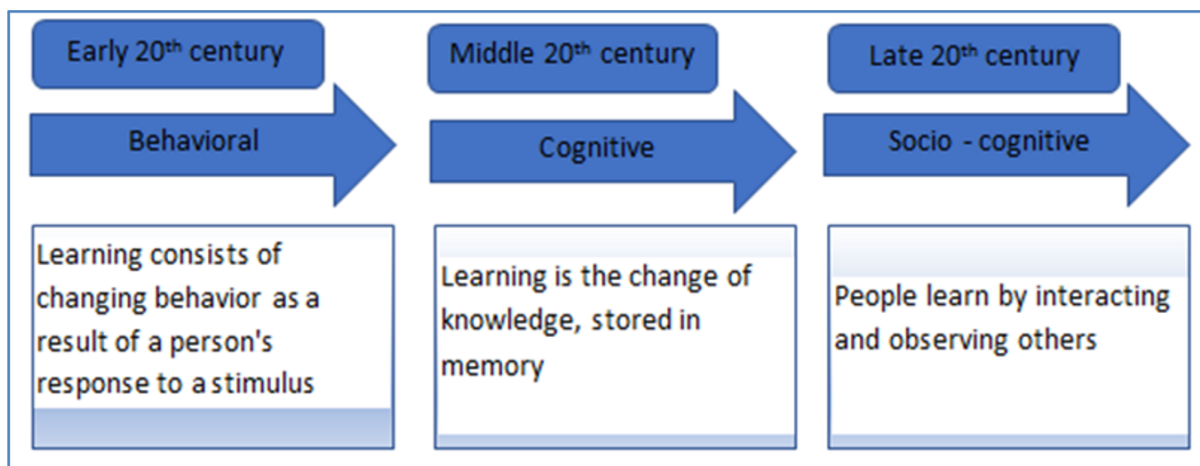 Early 20th century
Middle 20th century
Late 20th century
Behavioral
Cognitive
Socio - cognitive
Learning consists of
changing behavior as a
result of a person's
response to a stimulus
Learning is the change of
knowledge, stored in
memory
People learn by interacting
and observing others